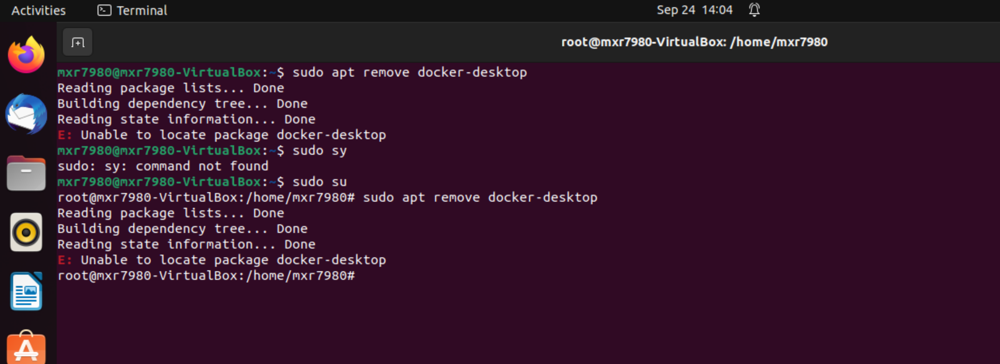 Activities Terminal Sep 24 14:04
root@mxr7980-VirtualBox: /home/mxr7980
mxr7980@mxr7980-VirtualBox:~$ sudo apt remove docker-desktop
Reading package lists... Done
Building dependency tree... Done
Reading state information... Done
E: Unable to locate package docker-desktop
mxr7980@mxr7980-VirtualBox:~$ sudo sy
sudo: sy: command not found
mxr7980@mxr7980-VirtualBox:~$ sudo su
root@mxr7980-VirtualBox:/home/mxr7980# sudo apt remove docker-desktop
Reading package lists... Done
Building dependency tree... Done
Reading state information... Done
E: Unable to locate package docker-desktop
root@mxr7980-VirtualBox:/home/mxr7980#